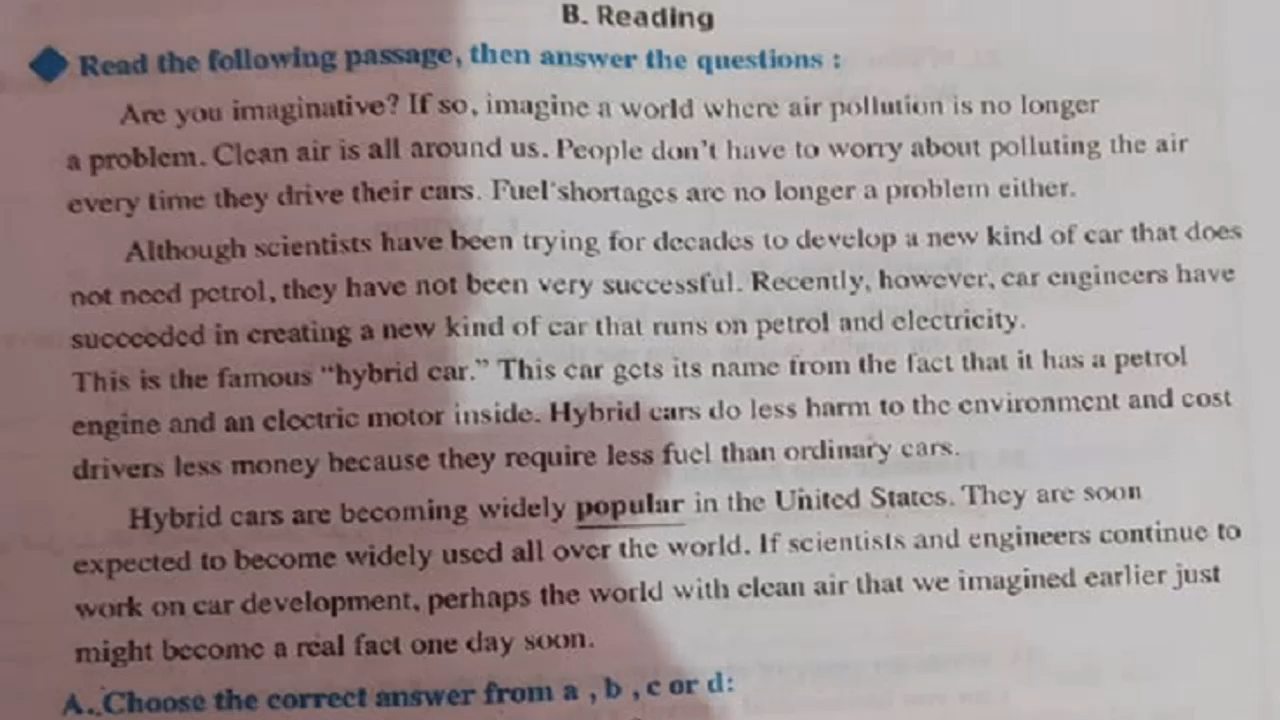 B. Reading
Read the following passage, then answer the questions :
Are you imaginative? If so, imagine a world where air pollution is no longer
a problem. Clean air is all around us. People don't have to worry about polluting the air
every time they drive their cars. Fuel shortages are no longer a problem either.
Although scientists have been trying for decades to develop a new kind of car that does
not need petrol, they have not been very successful. Recently, however, car engineers have
succeeded in creating a new kind of car that runs on petrol and electricity.
This is the famous “hybrid car.” This car gets its name from the fact that it has a petrol
engine and an electric motor inside. Hybrid cars do less harm to the environment and cost
drivers less money because they require less fuel than ordinary cars.
Hybrid cars are becoming widely popular in the United States. They are soon
expected to become widely used all over the world. If scientists and engineers continue to
work on car development, perhaps the world with clean air that we imagined earlier just
might become a real fact one day soon.
A. Choose the correct answer from a , b , c or d: